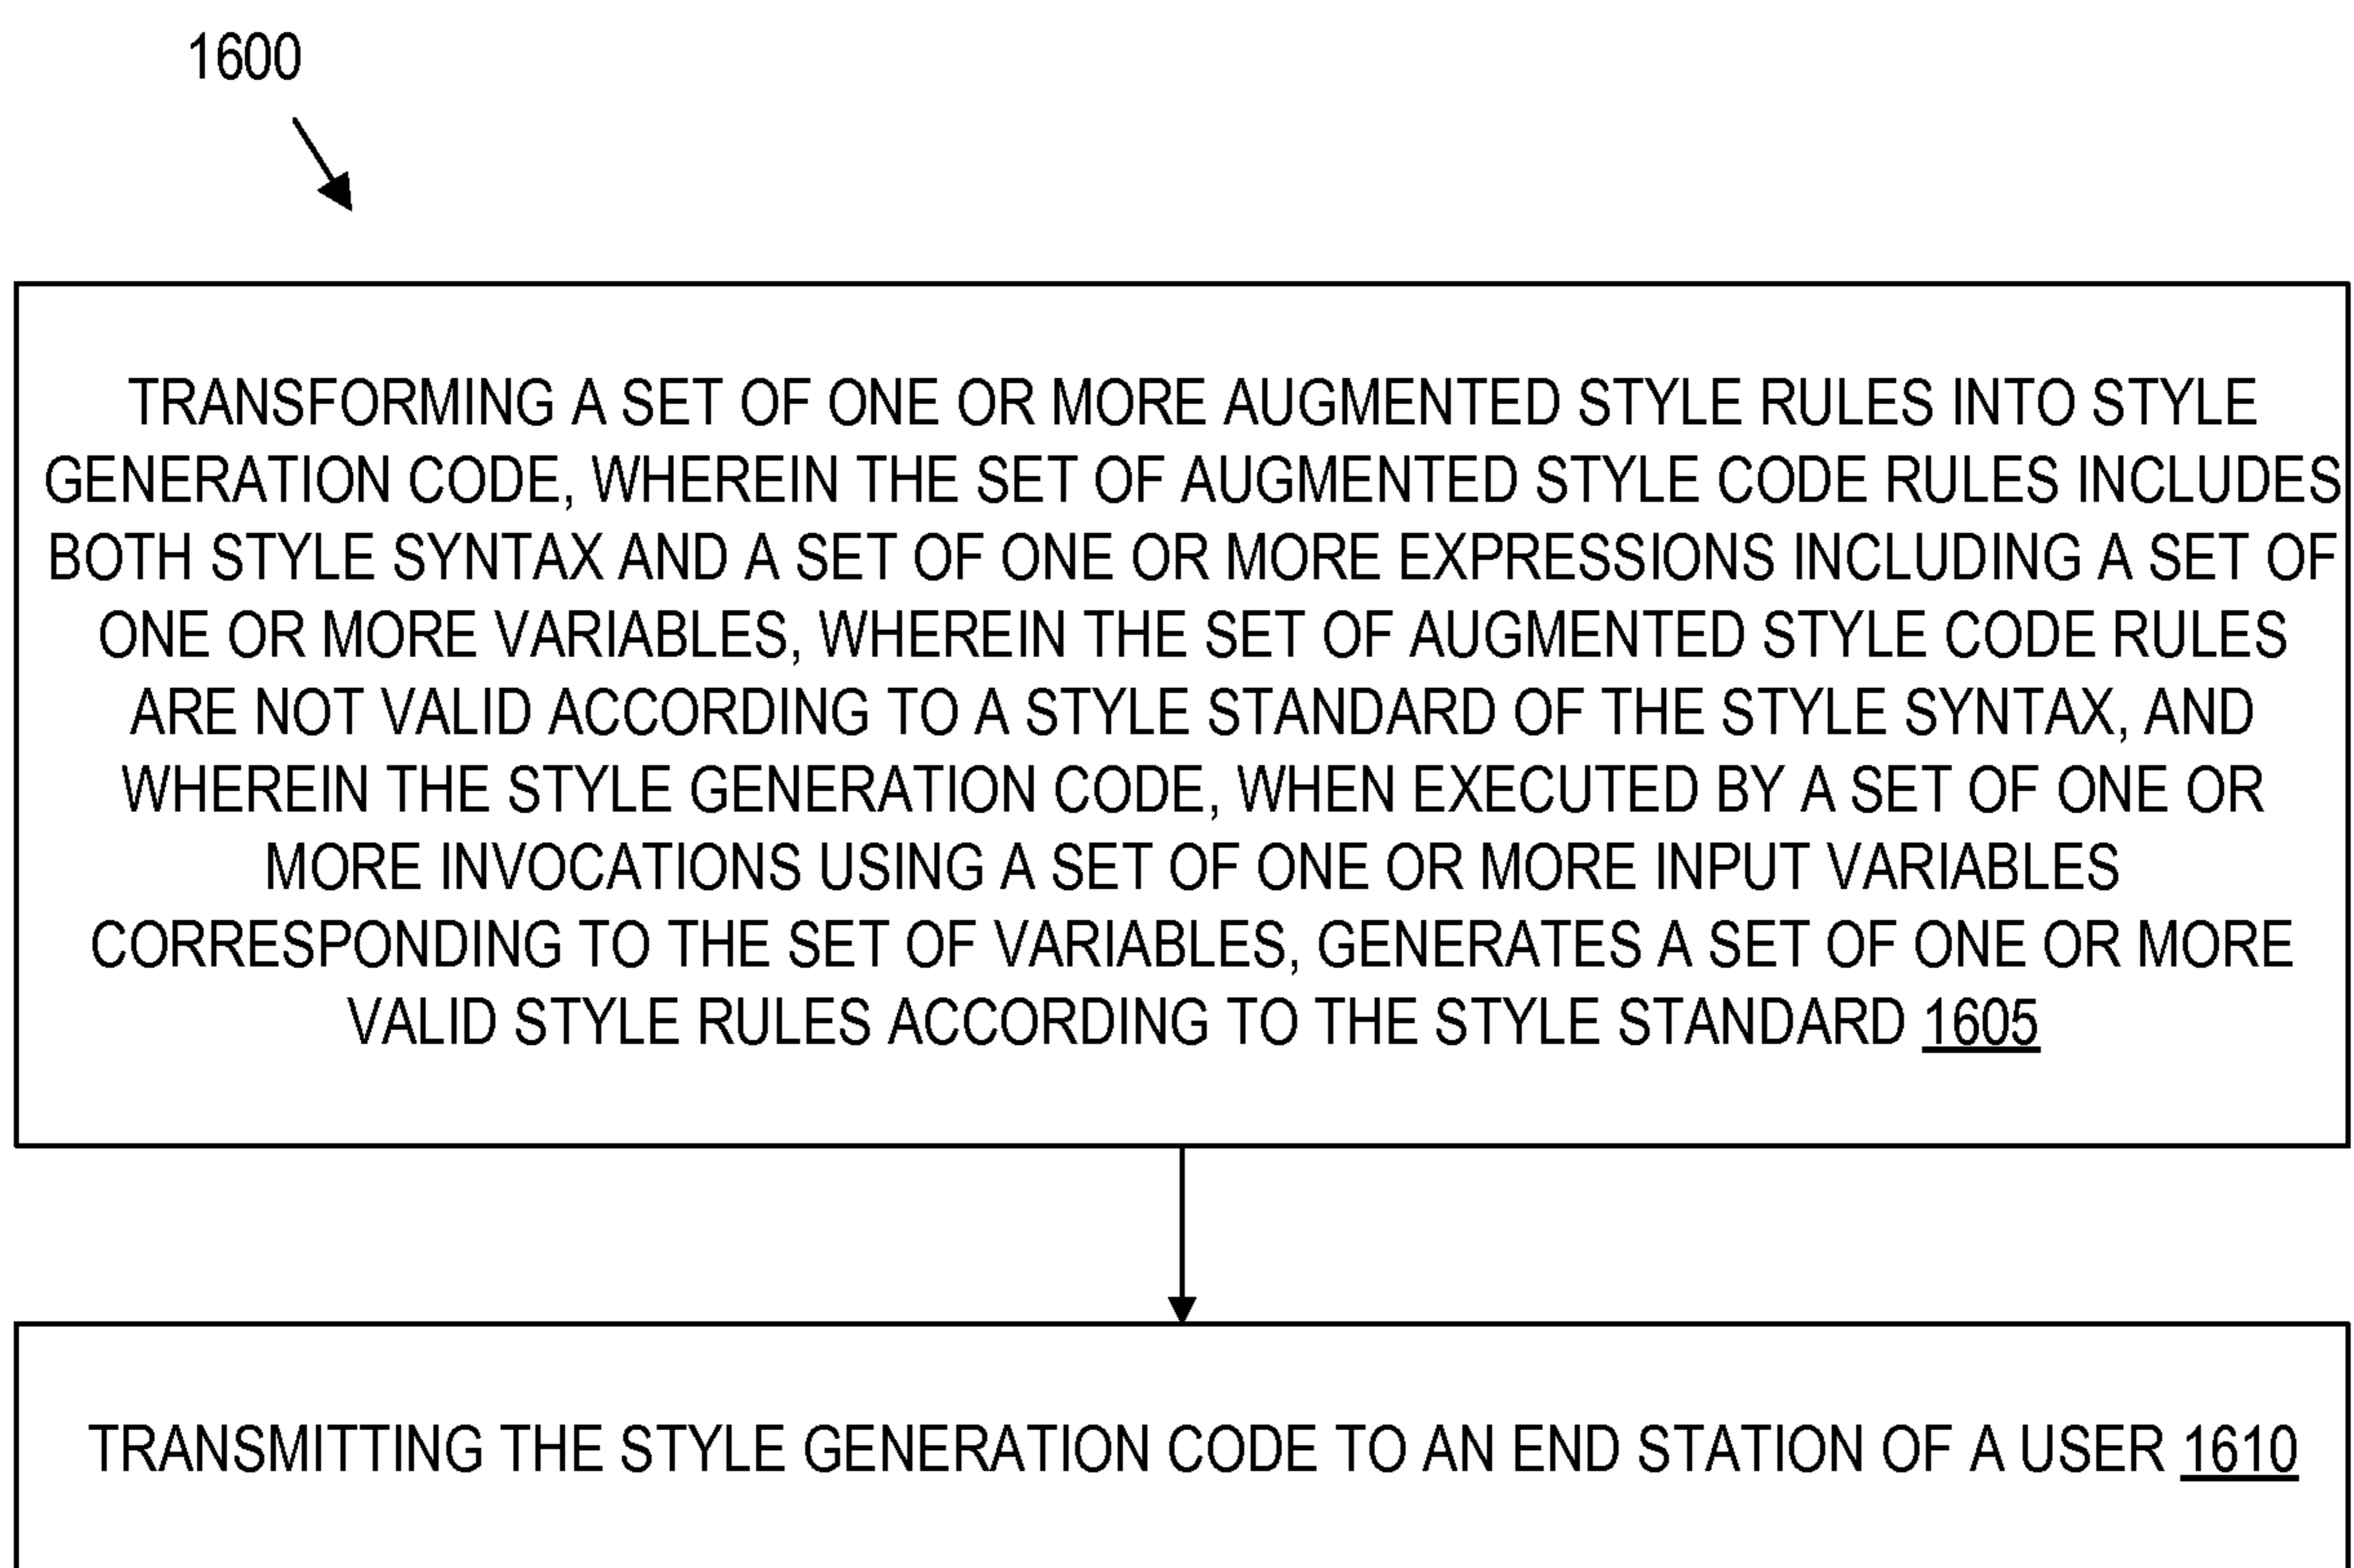 1600
TRANSFORMING A SET OF ONE OR MORE AUGMENTED STYLE RULES INTO STYLE
GENERATION CODE, WHEREIN THE SET OF AUGMENTED STYLE CODE RULES INCLUDES
BOTH STYLE SYNTAX AND A SET OF ONE OR MORE EXPRESSIONS INCLUDING A SET OF
ONE OR MORE VARIABLES, WHEREIN THE SET OF AUGMENTED STYLE CODE RULES
ARE NOT VALID ACCORDING TO A STYLE STANDARD OF THE STYLE SYNTAX, AND
WHEREIN THE STYLE GENERATION CODE, WHEN EXECUTED BY A SET OF ONE OR
MORE INVOCATIONS USING A SET OF ONE OR MORE INPUT VARIABLES
CORRESPONDING TO THE SET OF VARIABLES, GENERATES A SET OF ONE OR MORE
VALID STYLE RULES ACCORDING TO THE STYLE STANDARD 1605
TRANSMITTING THE STYLE GENERATION CODE TO AN END STATION OF A USER 1610